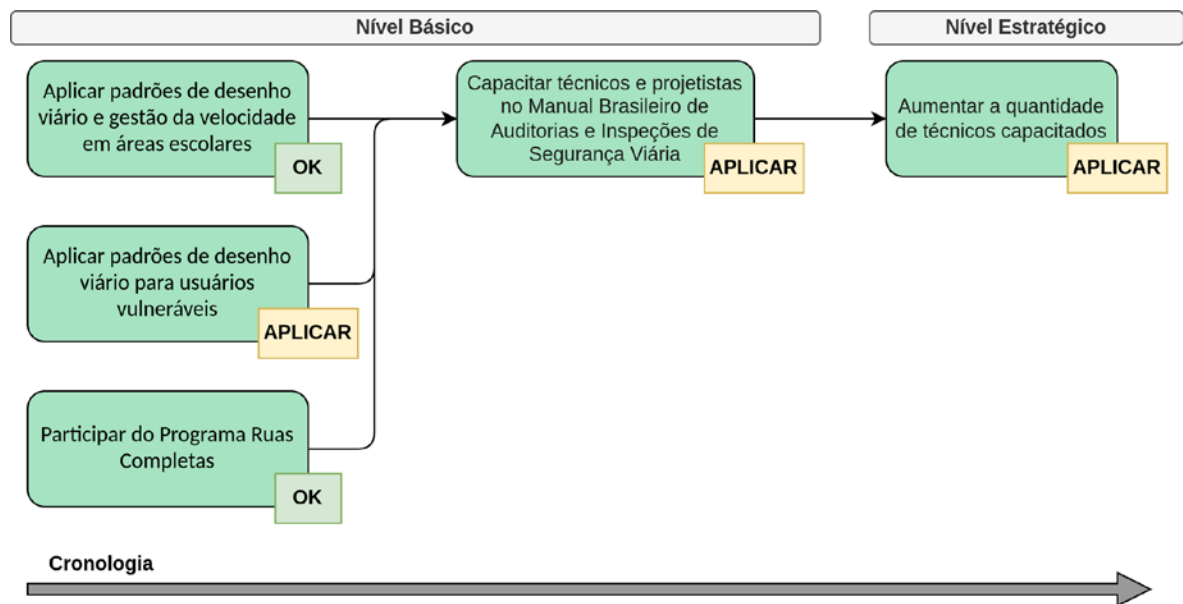 Nível Básico
Nível Estratégico
Aplicar padrões de desenho
viário e gestão da velocidade
em áreas escolares
OK
Capacitar técnicos e projetistas
no Manual Brasileiro de
Auditorias e Inspeções de
Segurança Viária
APLICAR
Aumentar a quantidade
de técnicos capacitados
APLICAR
Aplicar padrões de desenho
viário para usuários
vulneráveis
APLICAR
Participar do Programa Ruas
Completas
OK
Cronologia